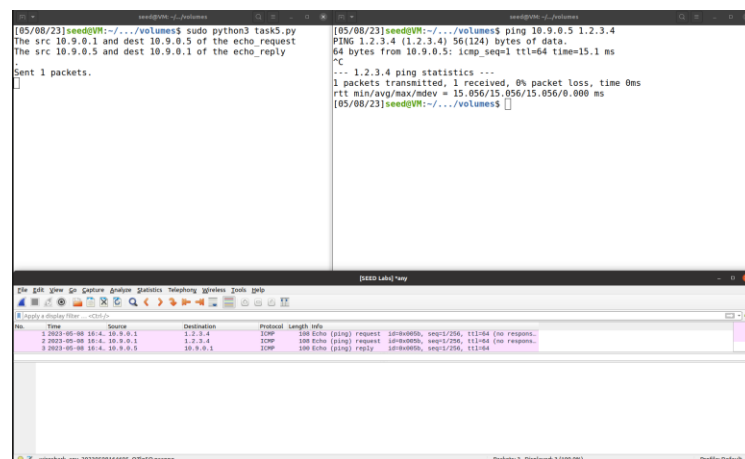 seed@VM: ~/.../volumes
[05/08/23]seed@VM:~/.../volumes$ sudo python3 task5.py
The src 10.9.0.1 and dest 10.9.0.5 of the echo_request
The src 10.9.0.5 and dest 10.9.0.1 of the echo_reply
.
Sent 1 packets.
seed@VM: ~/.../volumes
[05/08/23]seed@VM:~/.../volumes$ ping 10.9.0.5 1.2.3.4
PING 1.2.3.4 (1.2.3.4) 56(124) bytes of data.
64 bytes from 10.9.0.5: icmp_seq=1 ttl=64 time=15.1 ms
^C
--- 1.2.3.4 ping statistics ---
1 packets transmitted, 1 received, 0% packet loss, time 0ms
rtt min/avg/max/mdev = 15.056/15.056/15.056/0.000 ms
[05/08/23]seed@VM:~/.../volumes$
[SEED Labs] *any
File Edit View Go Capture Analyze Statistics Telephony Wireless Tools Help
Apply a display filter ... <Ctrl-/>
No. Time Source Destination Protocol Length Info
1 2023-05-08 16:4… 10.9.0.1 1.2.3.4 ICMP 100 Echo (ping) request id=0x005b, seq=1/256, ttl=64 (no respons…
2 2023-05-08 16:4… 10.9.0.1 1.2.3.4 ICMP 100 Echo (ping) request id=0x005b, seq=1/256, ttl=64 (no respons…
3 2023-05-08 16:4… 10.9.0.5 10.9.0.1 ICMP 100 Echo (ping) reply id=0x005b, seq=1/256, ttl=64